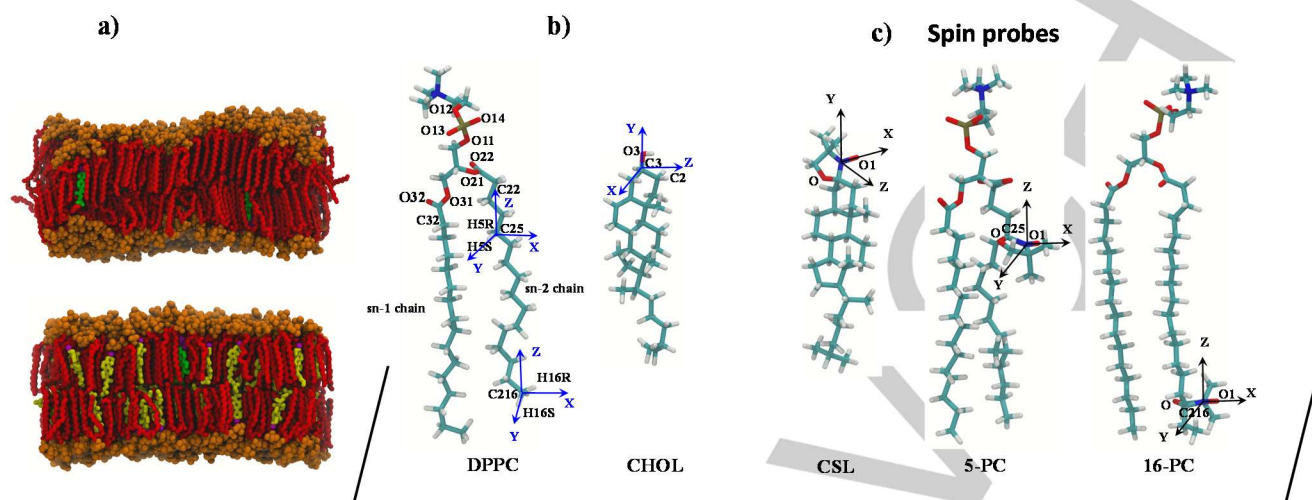 a)
b)
c) Spin probes
O12
O14
O13
O11
O22
O21
O32
O31
C22
C32
Z
H5R
C25
H5S
X
Y
sn-1 chain
sn-2 chain
Z
H16R
C216
X
H16S
Y
DPPC
Y
O3
C3
Z
C2
X
CHOL
Y
X
O1
O
Z
CSL
Z
C25
O
O1
X
Y
5-PC
Z
O
O1
X
C216
Y
16-PC